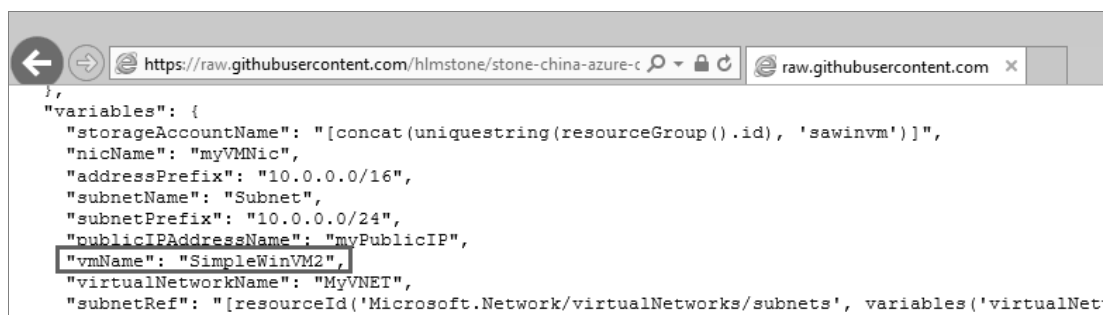 https://raw.githubusercontent.com/hlmstone/stone-china-azure-c
raw.githubusercontent.com
},
"variables": {
"storageAccountName": "[concat(uniquestring(resourceGroup().id), 'sawinvm')]",
"nicName": "myVMNic",
"addressPrefix": "10.0.0.0/16",
"subnetName": "Subnet",
"subnetPrefix": "10.0.0.0/24",
"publicIPAddressName": "myPublicIP",
"vmName": "SimpleWinVM2",
"virtualNetworkName": "MyVNET",
"subnetRef": "[resourceId('Microsoft.Network/virtualNetworks/subnets', variables('virtualNet